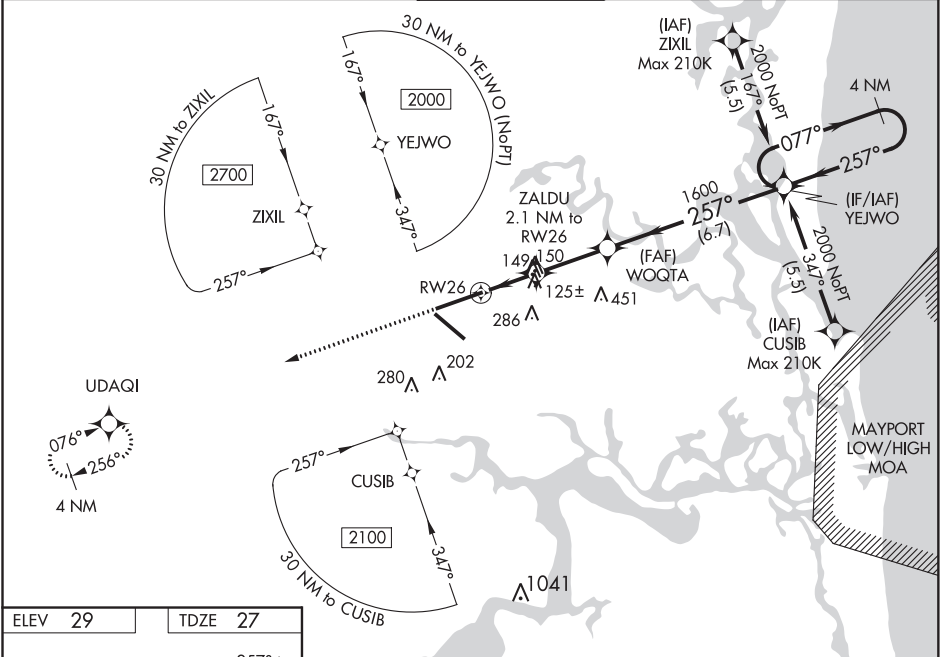 30 NM to ZIXIL
167°
2700
ZIXIL
257°
30 NM to YEJWO (NoPT)
167°
2000
YEJWO
347°
(IAF)
ZIXIL
Max 210K
2000 NoPT
167°
(5.5)
4 NM
077°
257°
(IF/IAF)
YEJWO
1600
257°
(6.7)
ZALDU
2.1 NM to
RW26
149
150
125±
451
(FAF)
WOQTA
RW26
286
2000 NoPT
347°
(5.5)
(IAF)
CUSIB
Max 210K
280
202
UDAQI
076°
256°
4 NM
MAYPORT
LOW/HIGH
MOA
257°
CUSIB
2100
347°
30 NM to CUSIB
1041
ELEV 29
TDZE 27